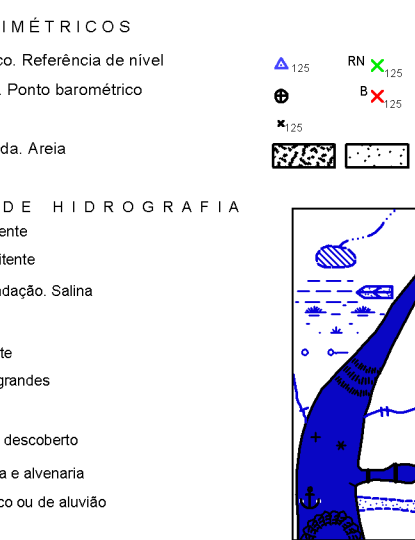 IMÉTRICOS
co. Referência de nível
125
RN
125
. Ponto barométrico
B
125
125
da. Areia
DE HIDROGRAFIA
ente
itente
ndação. Salina
te
grandes
descoberto
a e alvenaria
co ou de aluvião